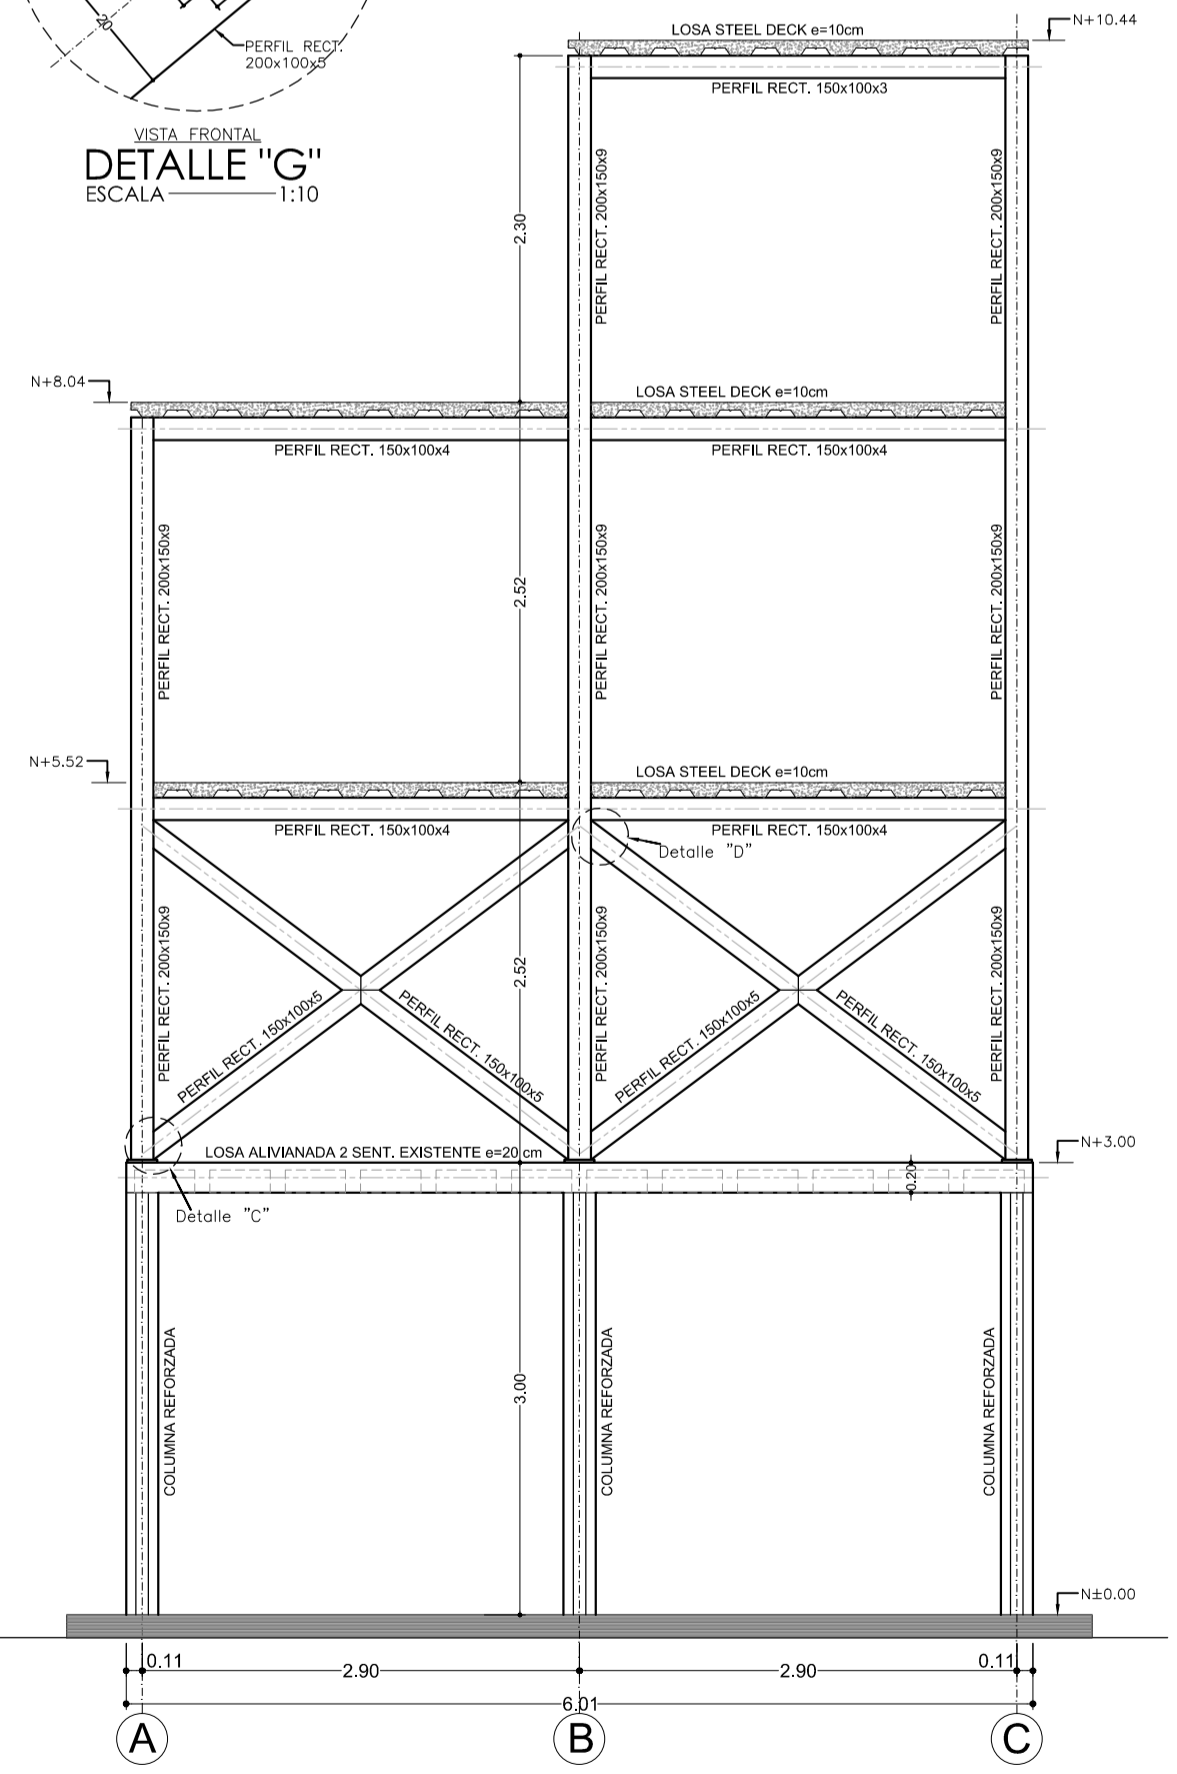 20
PERFIL RECT.
200x100x5
VISTA FRONTAL
DETALLE "G"
ESCALA 1:10
LOSA STEEL DECK e=10cm
N+10.44
PERFIL RECT. 150x100x3
PERFIL RECT. 200x150x9
PERFIL RECT. 200x150x9
2.30
N+8.04
LOSA STEEL DECK e=10cm
PERFIL RECT. 150x100x4
PERFIL RECT. 150x100x4
PERFIL RECT. 200x150x9
PERFIL RECT. 200x150x9
PERFIL RECT. 200x150x9
2.52
N+5.52
LOSA STEEL DECK e=10cm
PERFIL RECT. 150x100x4
PERFIL RECT. 150x100x4
Detalle "D"
PERFIL RECT. 200x150x9
PERFIL RECT. 200x150x9
PERFIL RECT. 200x150x9
2.52
PERFIL RECT. 150x100x5
PERFIL RECT. 150x100x5
PERFIL RECT. 150x100x5
PERFIL RECT. 150x100x5
LOSA ALIVIANADA 2 SENT. EXISTENTE e=20 cm
N+3.00
0.20
Detalle "C"
COLUMNA REFORZADA
COLUMNA REFORZADA
COLUMNA REFORZADA
3.00
N±0.00
0.11
2.90
2.90
0.11
6.01
A
B
C